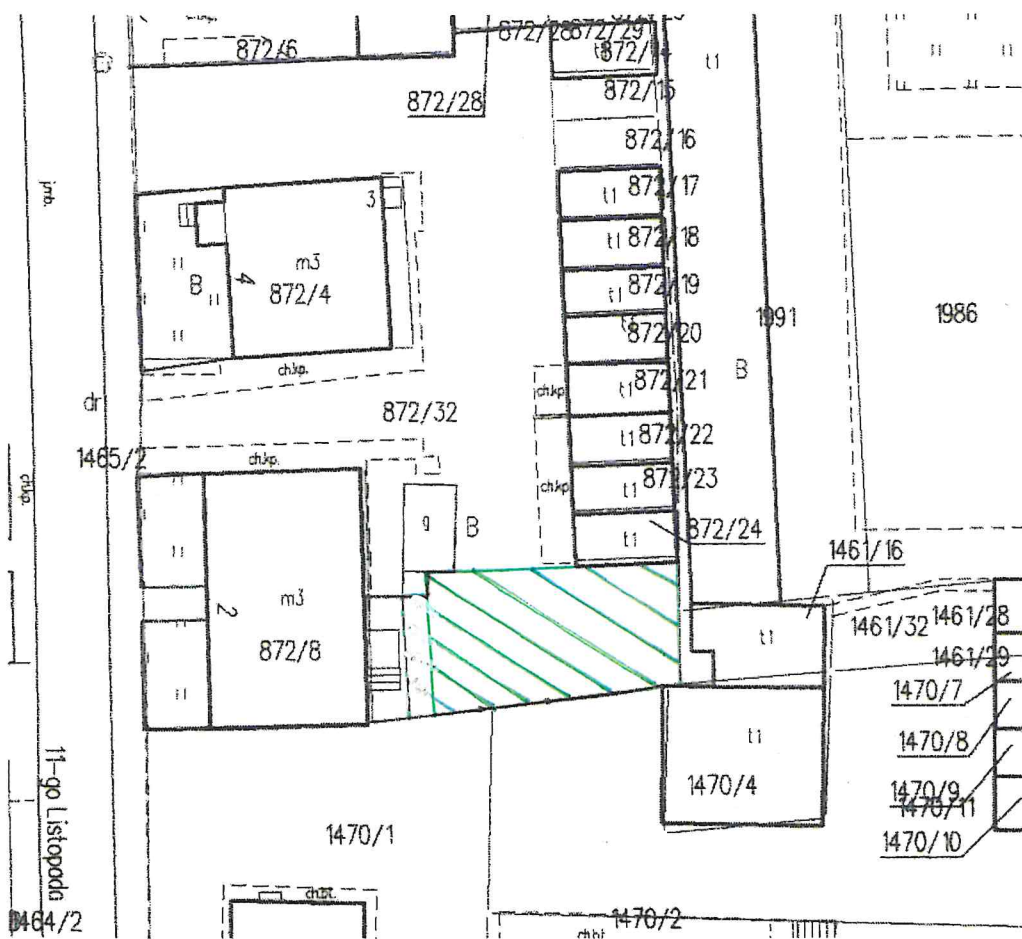 872/6
872/28
872/29
872/28
t1
872/15
872/16
t1
872/17
t1
872/18
t1
872/19
872/20
t1
872/21
t1
872/22
t1
872/23
t1
872/24
t1
3
4
m3
872/4
B
ch.kp.
872/32
ch.kp.
ch.kp.
ch.kp.
1991
1986
B
dr
1465/2
ch.kp.
g
B
m3
2
872/8
1461/16
t1
1461/32
1461/28
1461/29
1470/7
1470/8
1470/9
1470/11
1470/10
t1
1470/4
11-go Listopada
1470/1
ch.bt.
1464/2
1470/2
ch.bt.